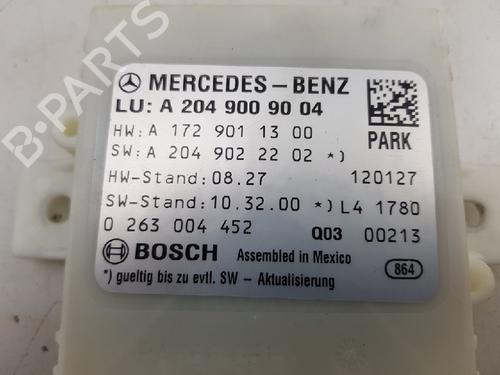 B-PARTS
MERCEDES-BENZ
LU: A 204 900 90 04
PARK
HW: A 172 901 13 00
SW: A 204 902 22 02 *)
HW-Stand: 08.27 120127
SW-Stand: 10.32.00 *) L4 1780
0 263 004 452 Q03 00213
BOSCH Assembled in Mexico
864
*) gueltig bis zu evtl. SW - Aktualisierung